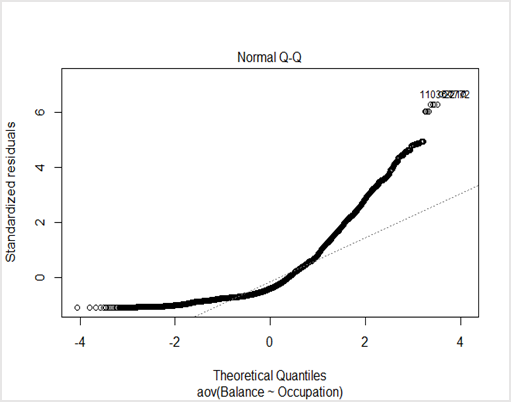 Normal Q-Q
Standardized residuals
6
4
2
0
-4
-2
0
2
4
Theoretical Quantiles
aov(Balance ~ Occupation)